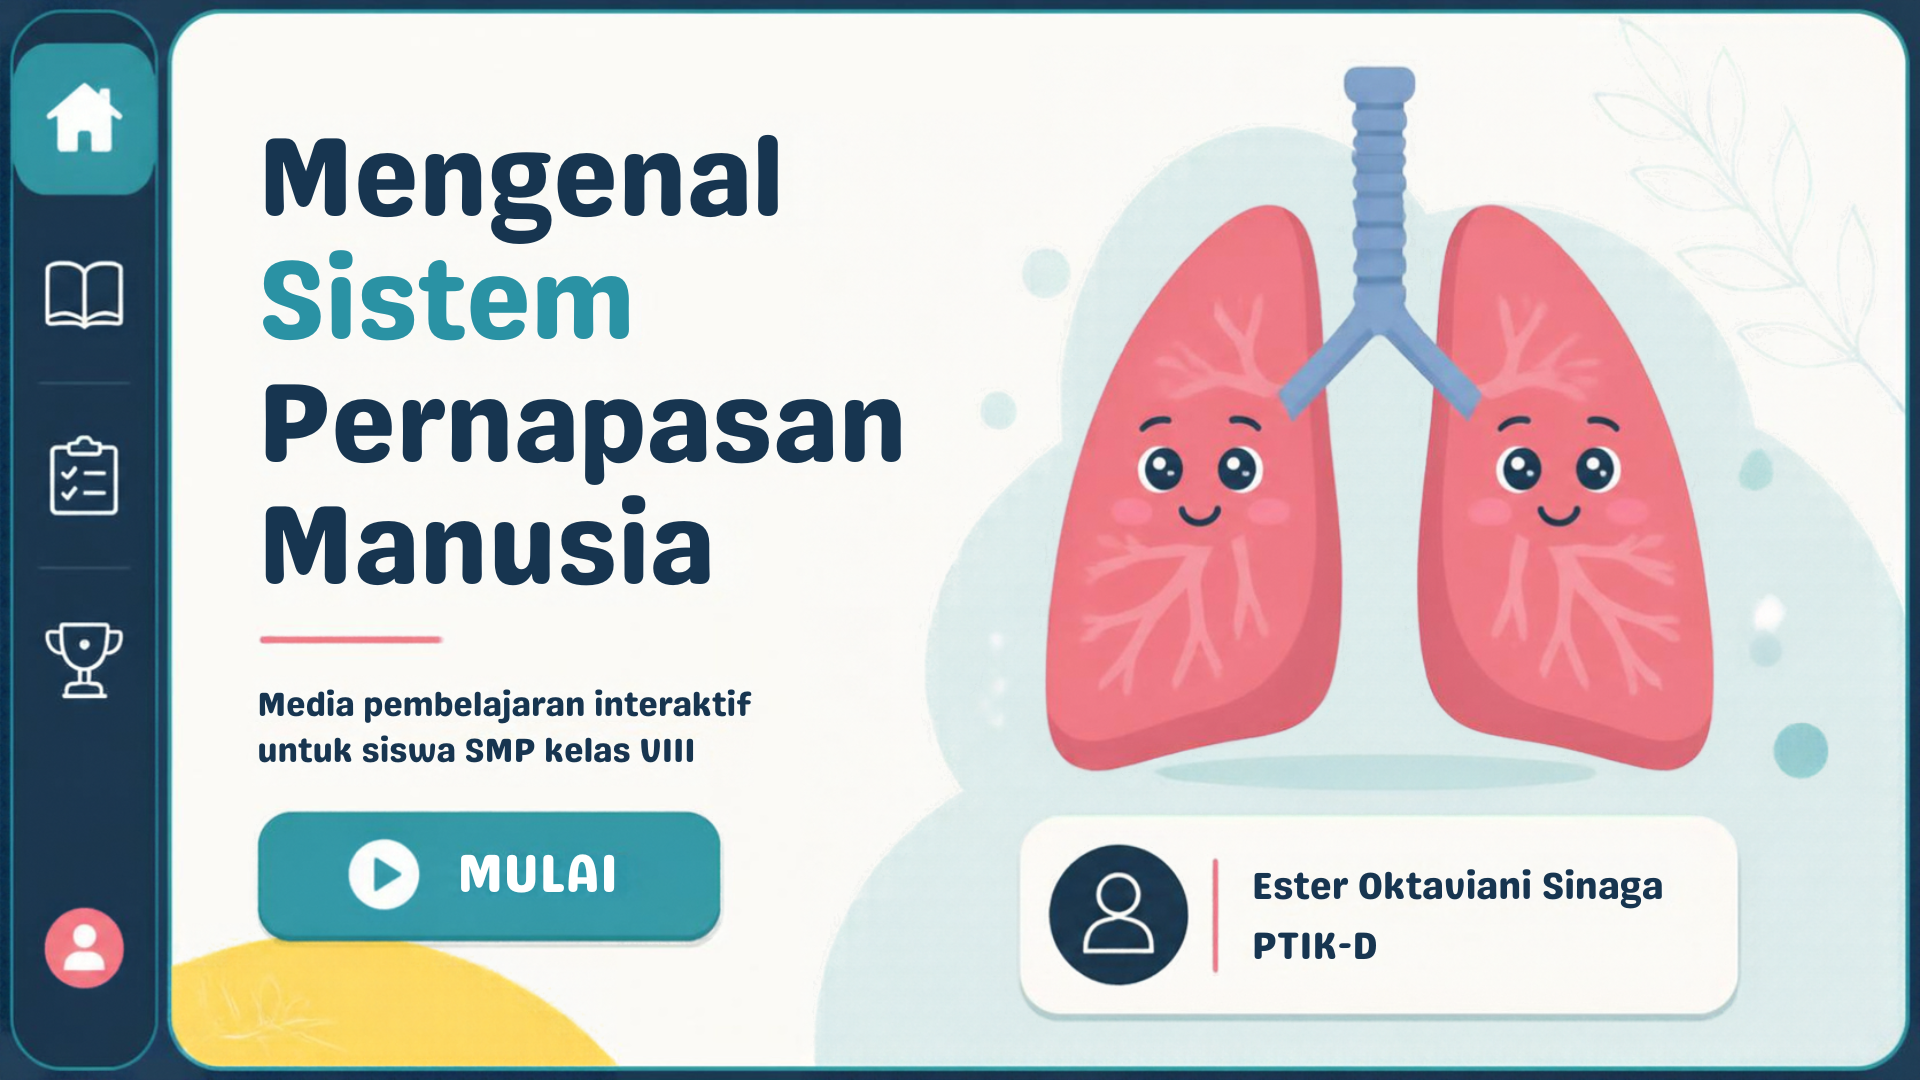 Mengenal
Sistem
Pernapasan
Manusia
Media pembelajaran interaktif
untuk siswa SMP kelas VIII
MULAI
Ester Oktaviani Sinaga
PTIK-D